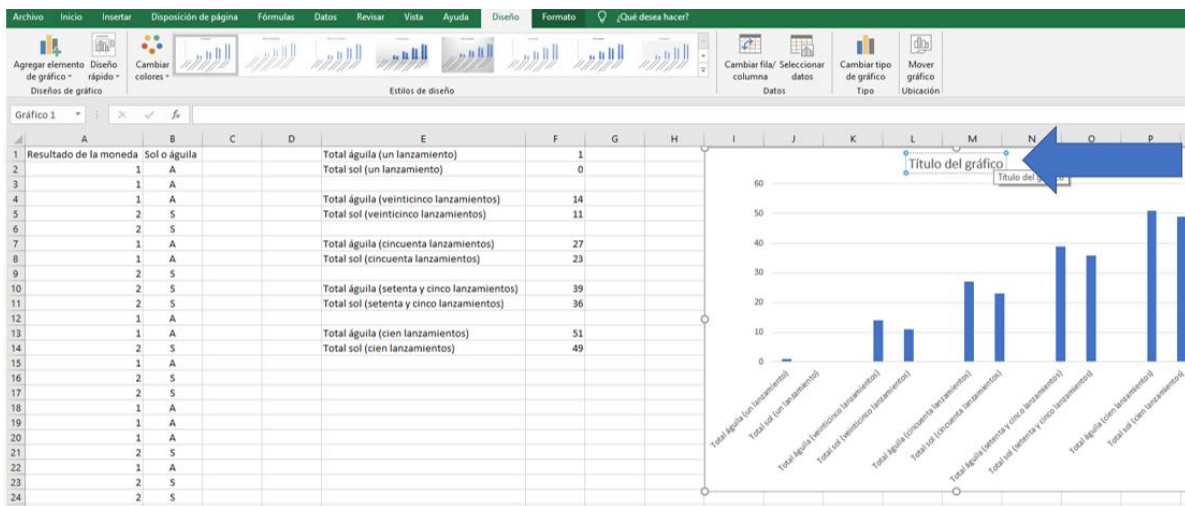 Archivo Inicio Insertar Disposición de página Fórmulas Datos Revisar Vista Ayuda Diseño Formato ¿Qué desea hacer?
Agregar elemento de gráfico
Diseño rápido
Cambiar colores
Cambiar fila/ columna
Seleccionar datos
Cambiar tipo de gráfico
Mover gráfico
Diseños de gráfico Estilos de diseño Datos Tipo Ubicación
Gráfico 1 fx
A B C D E F G H I J K L M N O P
1 Resultado de la moneda Sol o águila Total águila (un lanzamiento) 1
2 1 A Total sol (un lanzamiento) 0
3 1 A
4 1 A Total águila (veinticinco lanzamientos) 14
5 2 S Total sol (veinticinco lanzamientos) 11
6 2 S
7 1 A Total águila (cincuenta lanzamientos) 27
8 1 A Total sol (cincuenta lanzamientos) 23
9 2 S
10 2 S Total águila (setenta y cinco lanzamientos) 39
11 2 S Total sol (setenta y cinco lanzamientos) 36
12 1 A
13 1 A Total águila (cien lanzamientos) 51
14 2 S Total sol (cien lanzamientos) 49
15 1 A
16 2 S
17 2 S
18 1 A
19 1 A
20 1 A
21 2 S
22 1 A
23 2 S
24 2 S
Título del gráfico
Título del
60
50
40
30
20
10
0
Total águila (un lanzamiento)
Total sol (un lanzamiento)
Total águila (veinticinco lanzamientos)
Total sol (veinticinco lanzamientos)
Total águila (cincuenta lanzamientos)
Total sol (cincuenta lanzamientos)
Total águila (setenta y cinco lanzamientos)
Total sol (setenta y cinco lanzamientos)
Total águila (cien lanzamientos)
Total sol (cien lanzamientos)